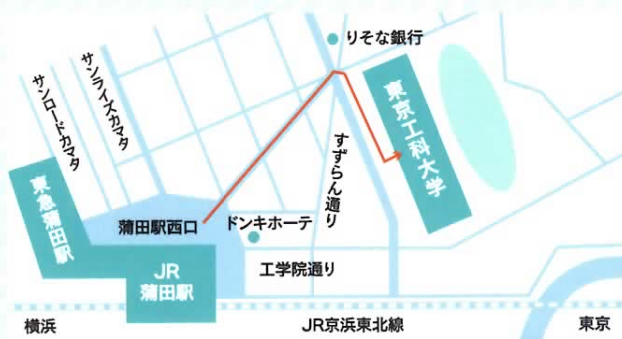 りそな銀行
サンライズカマタ
サンロードカマタ
東京工科大学
すずらん通り
東急蒲田駅
蒲田駅西口
ドンキホーテ
JR
蒲田駅
工学院通り
横浜
JR京浜東北線
東京